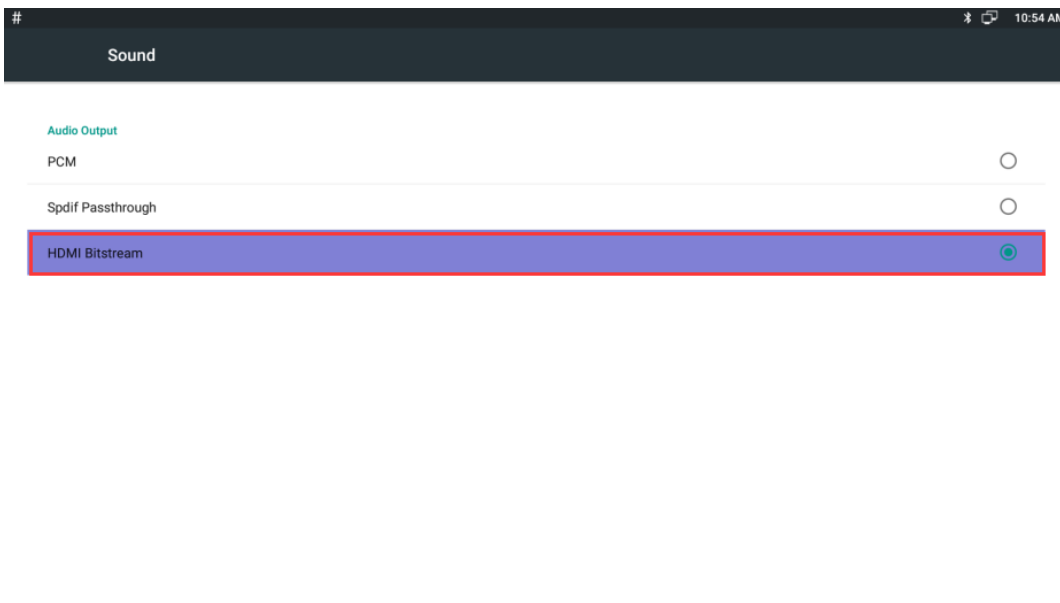 # 10:54 AM
Sound
Audio Output
PCM
Spdif Passthrough
HDMI Bitstream